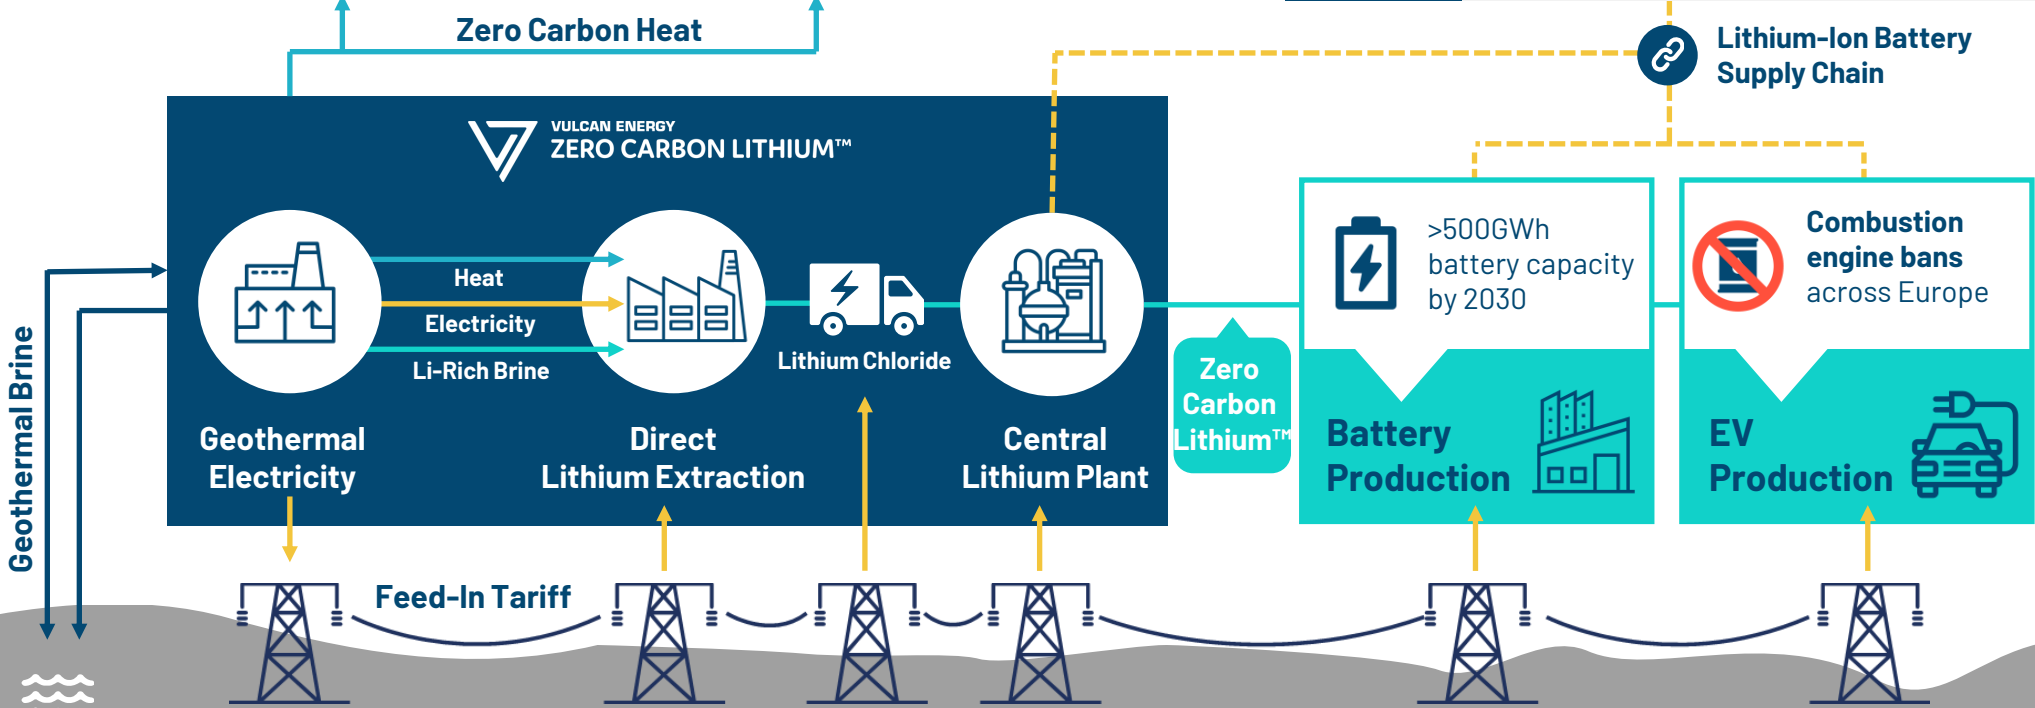 Zero Carbon Heat
Lithium-Ion Battery
Supply Chain
VULCAN ENERGY
ZERO CARBON LITHIUM™
Heat
Electricity
Li-Rich Brine
Lithium Chloride
Geothermal
Electricity
Direct
Lithium Extraction
Central
Lithium Plant
Zero
Carbon
Lithium™
>500GWh
battery capacity
by 2030
Battery
Production
Combustion
engine bans
across Europe
EV
Production
Geothermal Brine
Feed-In Tariff